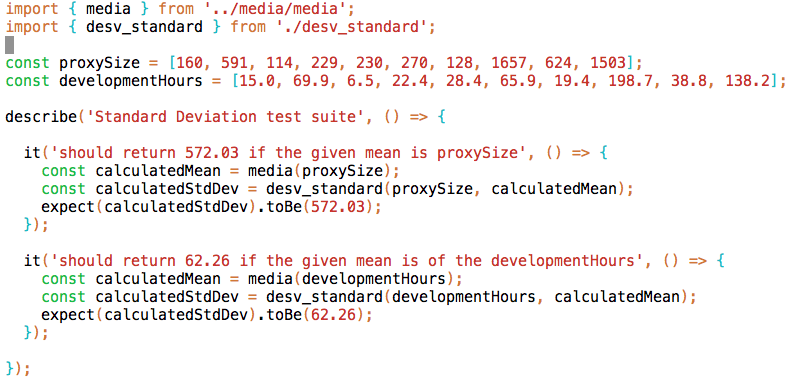 import { media } from '../media/media';
import { desv_standard } from './desv_standard';
const proxySize = [160, 591, 114, 229, 230, 270, 128, 1657, 624, 1503];
const developmentHours = [15.0, 69.9, 6.5, 22.4, 28.4, 65.9, 19.4, 198.7, 38.8, 138.2];
describe('Standard Deviation test suite', () => {
it('should return 572.03 if the given mean is proxySize', () => {
const calculatedMean = media(proxySize);
const calculatedStdDev = desv_standard(proxySize, calculatedMean);
expect(calculatedStdDev).toBe(572.03);
});
it('should return 62.26 if the given mean is of the developmentHours', () => {
const calculatedMean = media(developmentHours);
const calculatedStdDev = desv_standard(developmentHours, calculatedMean);
expect(calculatedStdDev).toBe(62.26);
});
});